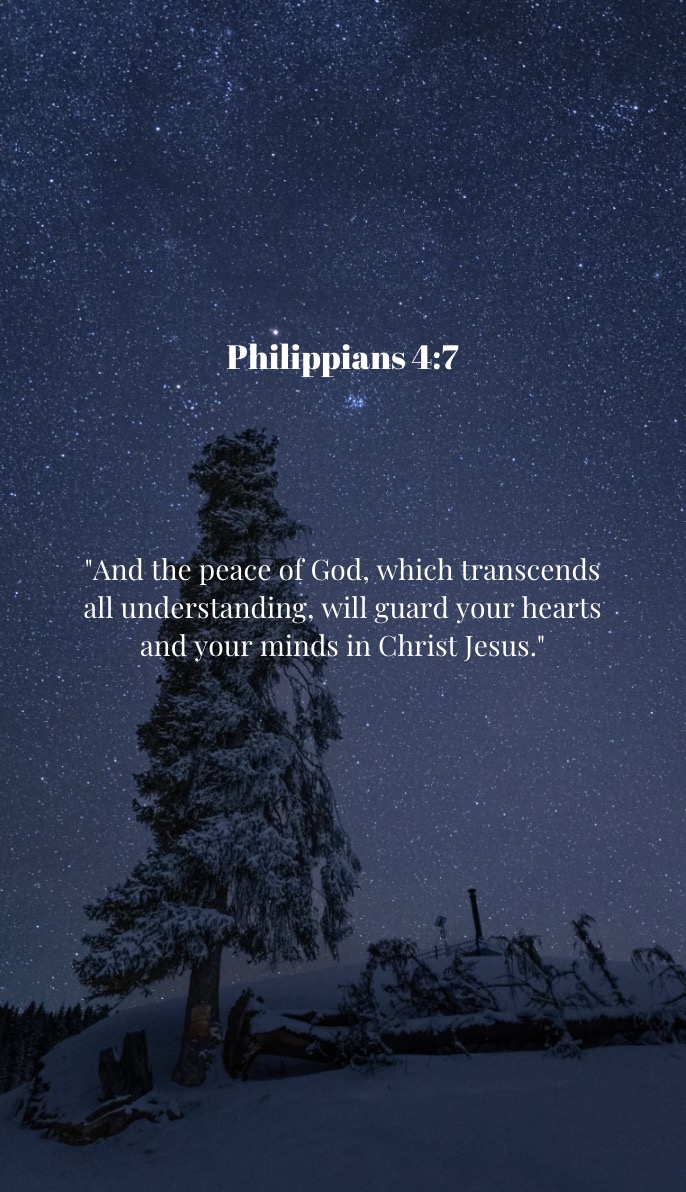 Philippians 4:7
"And the peace of God, which transcends
all understanding, will guard your hearts
and your minds in Christ Jesus."